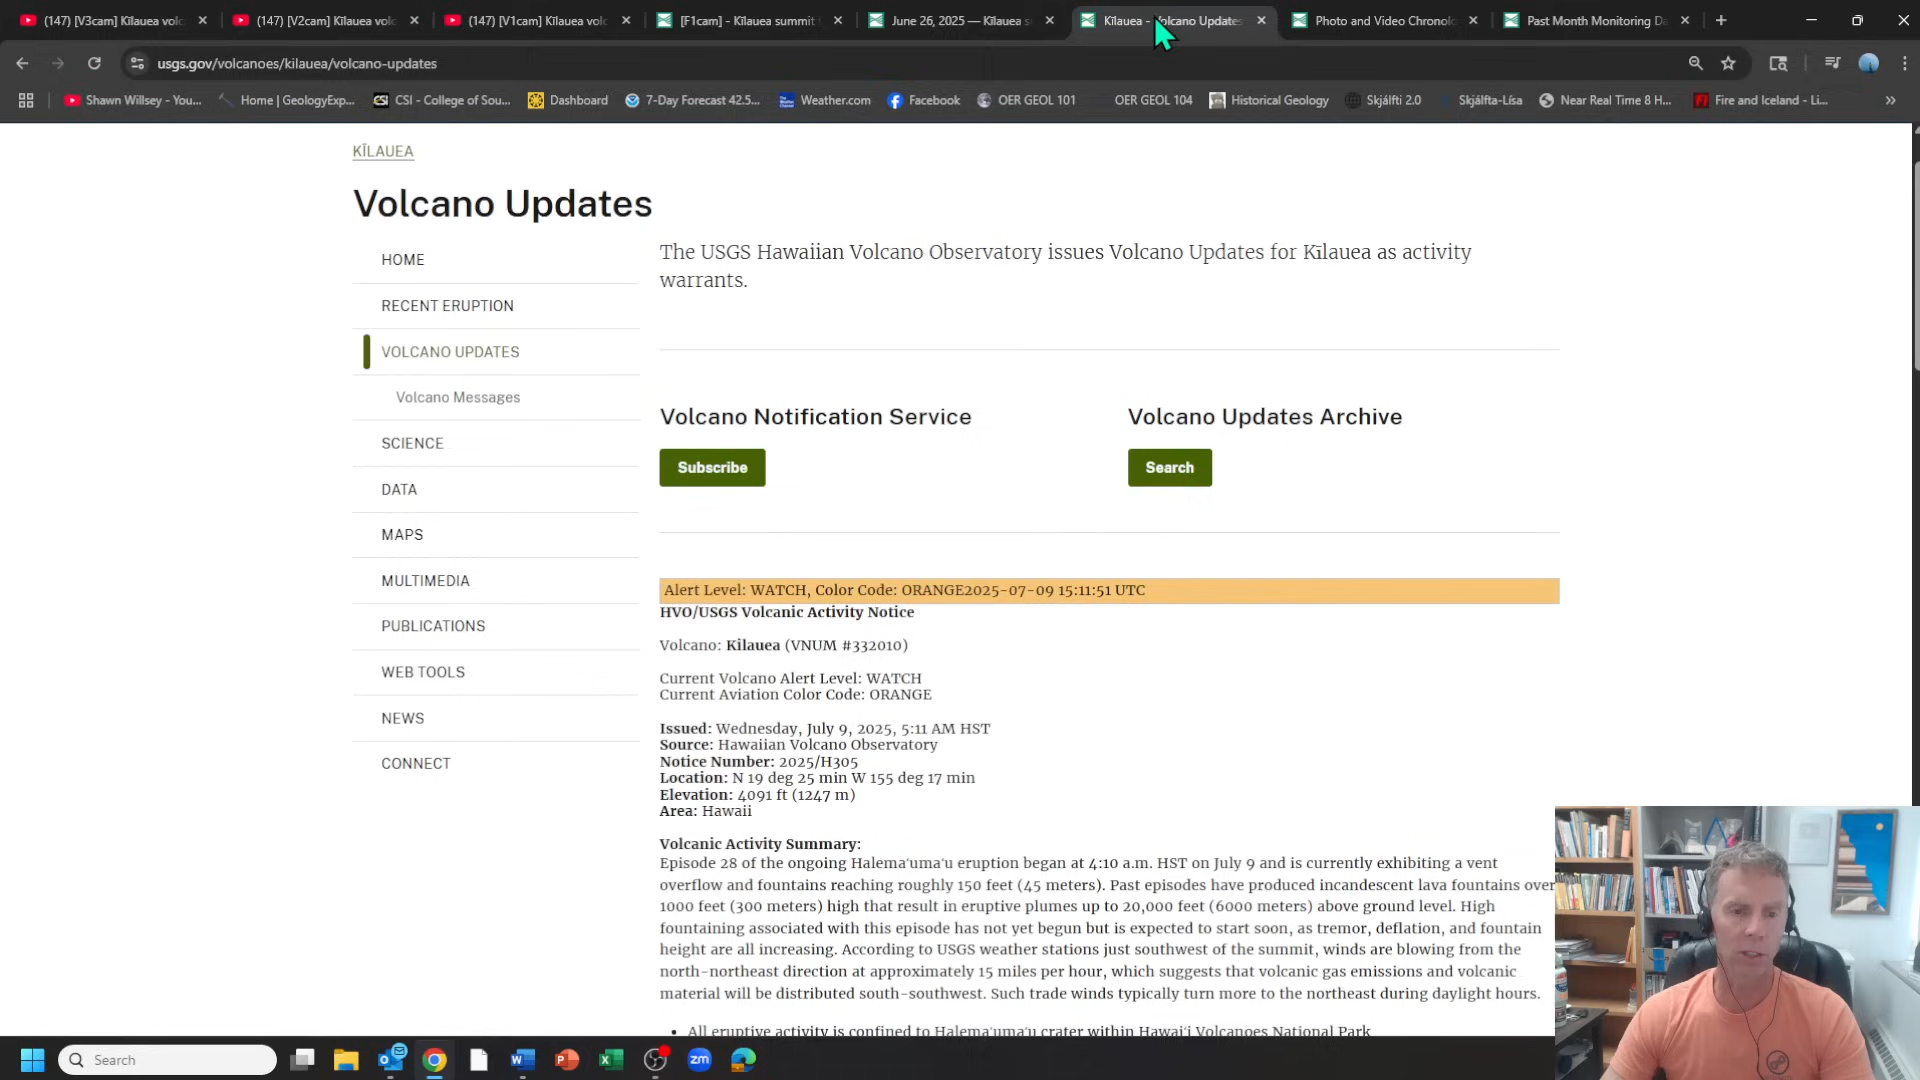 (147) [V3cam] Kīlauea volc
(147) [V2cam] Kīlauea volc
(147) [V1cam] Kīlauea volc
[F1cam] - Kīlauea summit
June 26, 2025 — Kīlauea s
Kīlauea - Volcano Updates
Photo and Video Chronolo
Past Month Monitoring Da
usgs.gov/volcanoes/kilauea/volcano-updates
Shawn Willsey - You...
Home | GeologyExp...
CSI - College of Sou...
Dashboard
7-Day Forecast 42.5...
Weather.com
Facebook
OER GEOL 101
OER GEOL 104
Historical Geology
Skjálfti 2.0
Skjálfta-Lísa
Near Real Time 8 H...
Fire and Iceland - Li...
KĪLAUEA
Volcano Updates
HOME
RECENT ERUPTION
VOLCANO UPDATES
Volcano Messages
SCIENCE
DATA
MAPS
MULTIMEDIA
PUBLICATIONS
WEB TOOLS
NEWS
CONNECT
The USGS Hawaiian Volcano Observatory issues Volcano Updates for Kīlauea as activity
warrants.
Volcano Notification Service
Subscribe
Volcano Updates Archive
Search
Alert Level: WATCH, Color Code: ORANGE2025-07-09 15:11:51 UTC
HVO/USGS Volcanic Activity Notice
Volcano: Kilauea (VNUM #332010)
Current Volcano Alert Level: WATCH
Current Aviation Color Code: ORANGE
Issued: Wednesday, July 9, 2025, 5:11 AM HST
Source: Hawaiian Volcano Observatory
Notice Number: 2025/H305
Location: N 19 deg 25 min W 155 deg 17 min
Elevation: 4091 ft (1247 m)
Area: Hawaii
Volcanic Activity Summary:
Episode 28 of the ongoing Halemaʻumaʻu eruption began at 4:10 a.m. HST on July 9 and is currently exhibiting a vent
overflow and fountains reaching roughly 150 feet (45 meters). Past episodes have produced incandescent lava fountains over
1000 feet (300 meters) high that result in eruptive plumes up to 20,000 feet (6000 meters) above ground level. High
fountaining associated with this episode has not yet begun but is expected to start soon, as tremor, deflation, and fountain
height are all increasing. According to USGS weather stations just southwest of the summit, winds are blowing from the
north-northeast direction at approximately 15 miles per hour, which suggests that volcanic gas emissions and volcanic
material will be distributed south-southwest. Such trade winds typically turn more to the northeast during daylight hours.
• All eruptive activity is confined to Halemaʻumaʻu crater within Hawaiʻi Volcanoes National Park
Search
zm